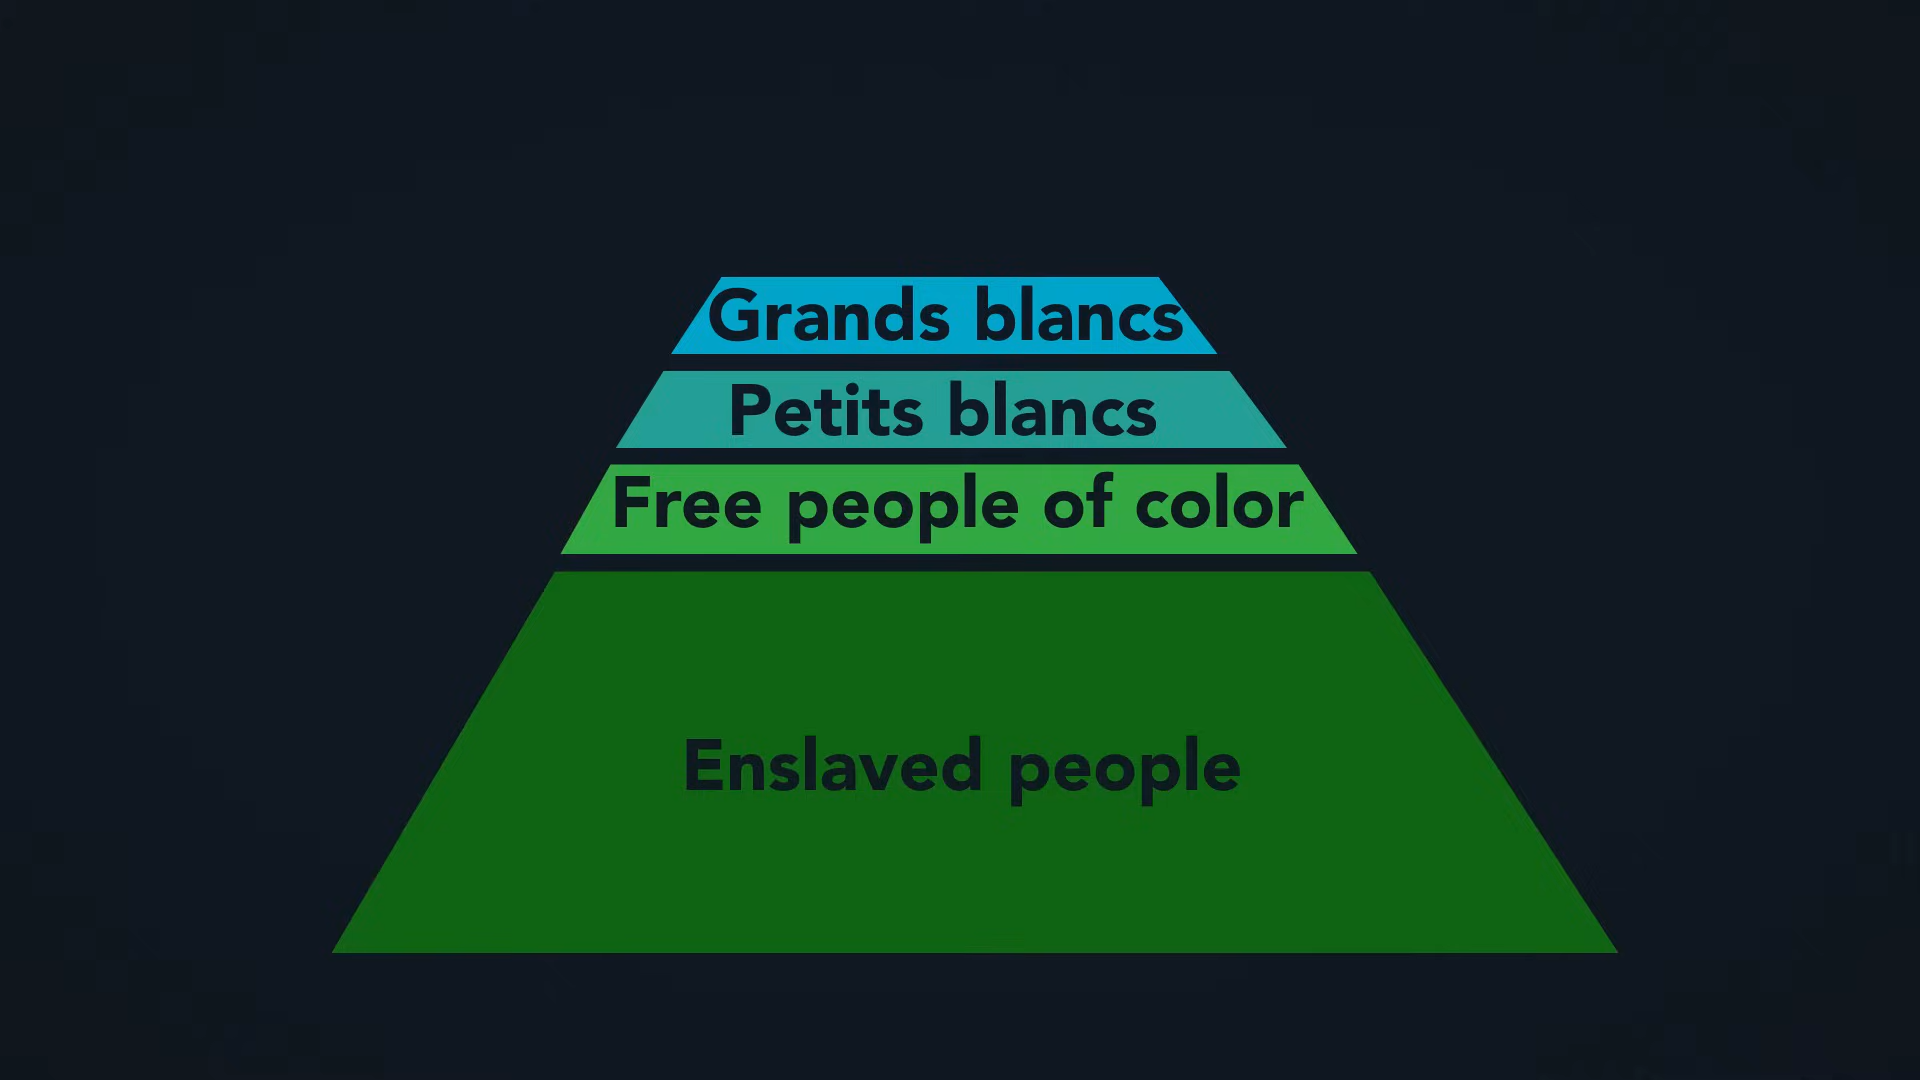 Grands blancs
Petits blancs
Free people of color
Enslaved people